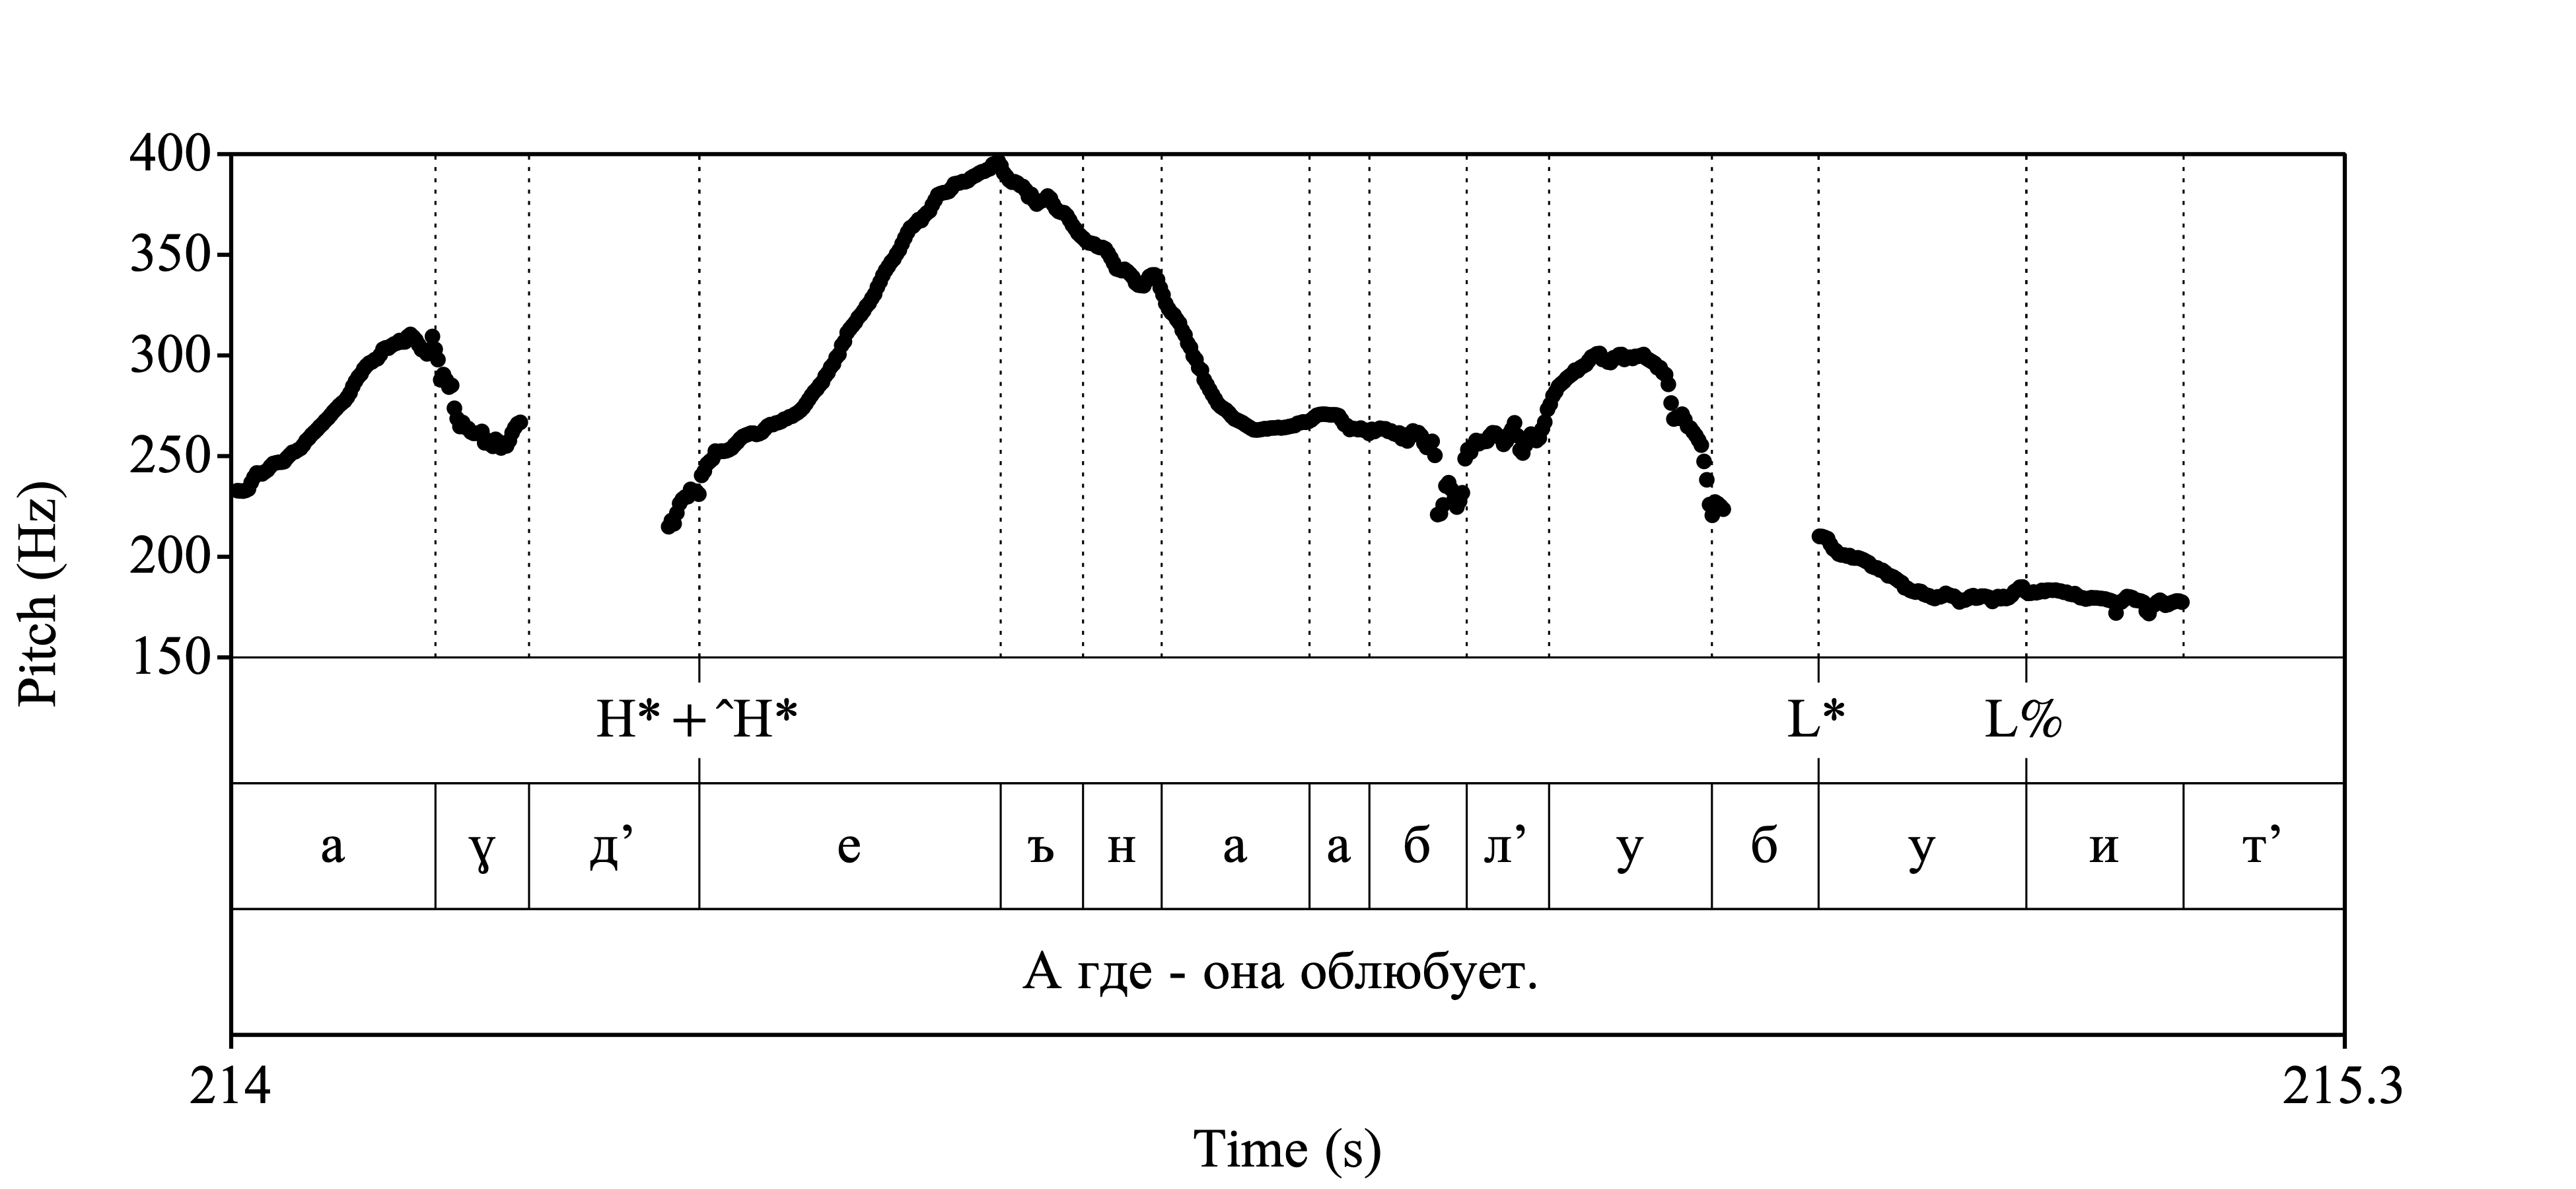 400
350
300
250
200
150
Pitch (Hz)
H* + ^H* L* L%
а ɣ д’ е ъ н а а б л’ у б у и т’
А где - она облюбует.
214 215.3
Time (s)